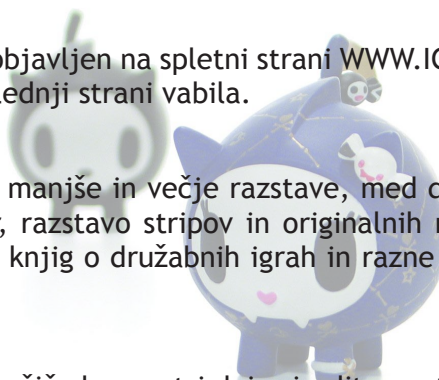 objavljen na spletni strani WWW.IC
ednji strani vabila.
manjše in večje razstave, med
, razstavo stripov in originalnih
knjig o družabnih igrah in razne